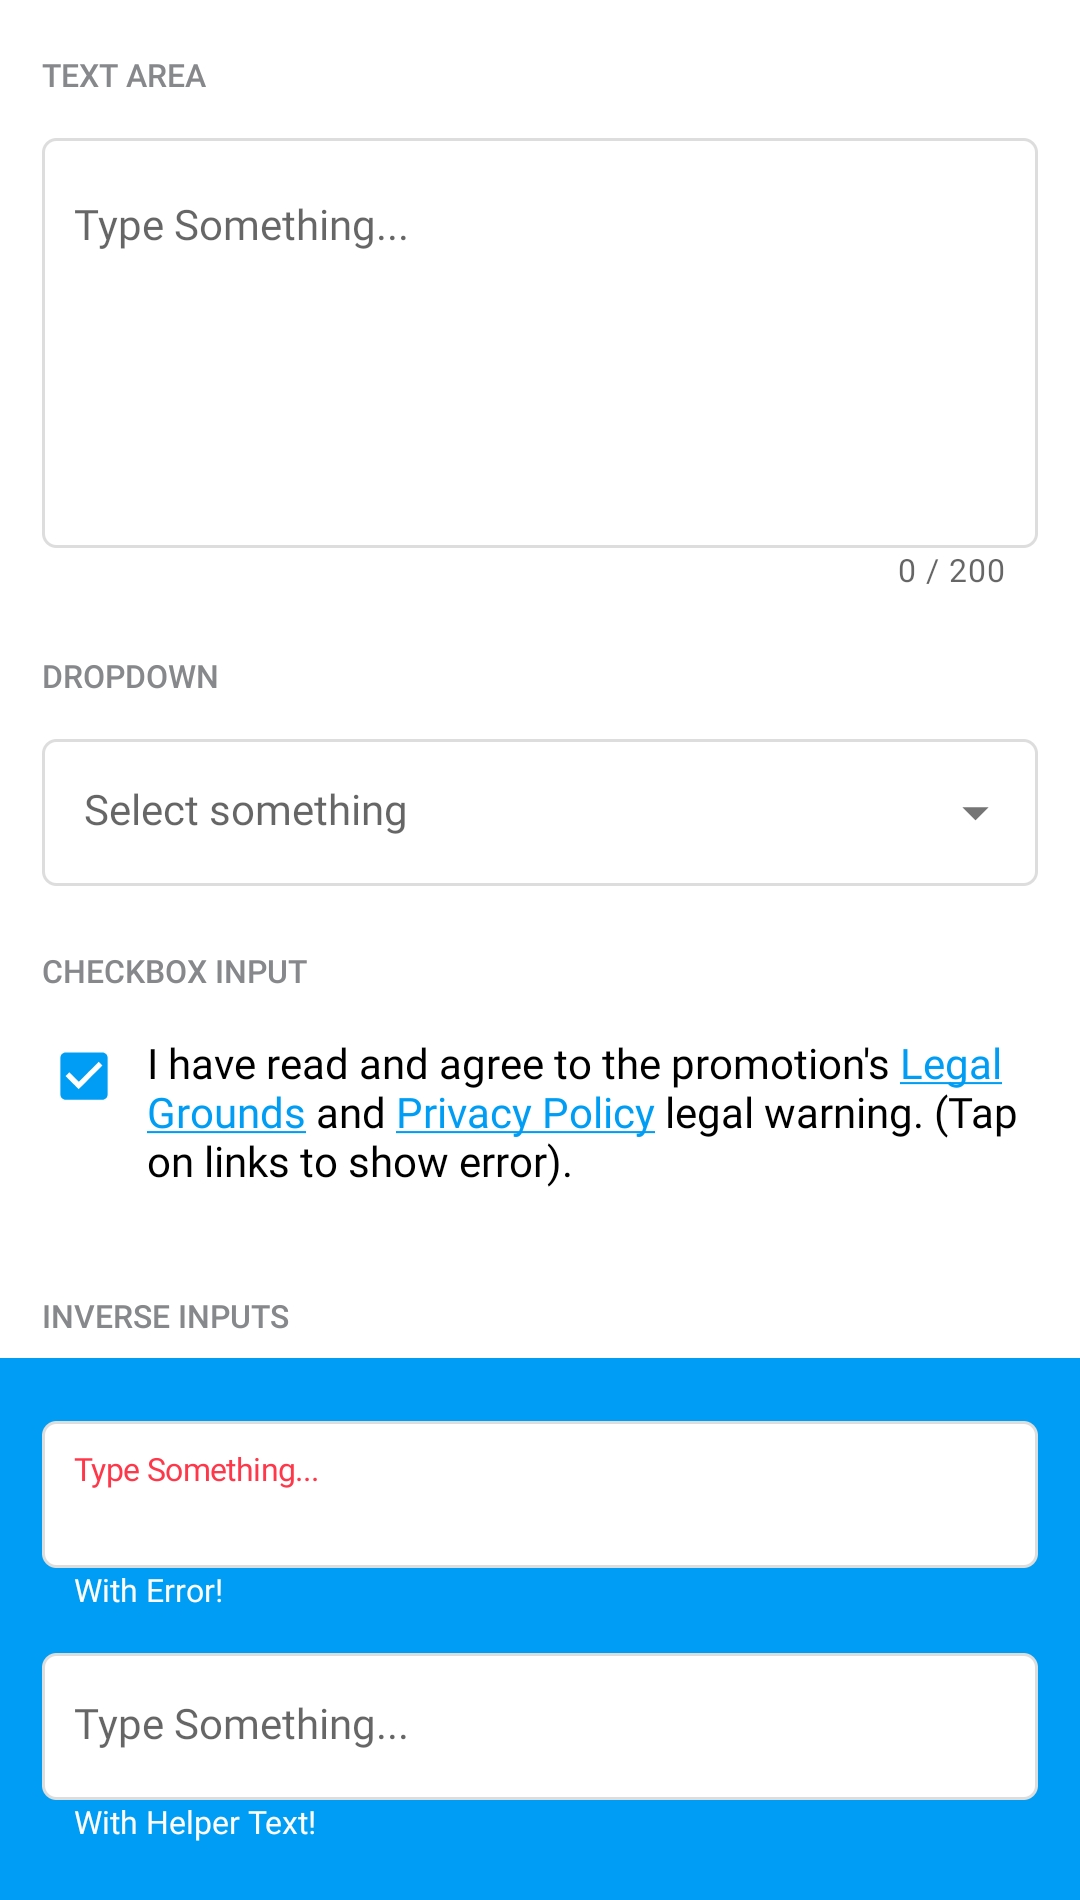 TEXT AREA
Type Something...
0 / 200
DROPDOWN
Select something
CHECKBOX INPUT
I have read and agree to the promotion's Legal
Grounds and Privacy Policy legal warning. (Tap
on links to show error).
INVERSE INPUTS
Type Something...
With Error!
Type Something...
With Helper Text!